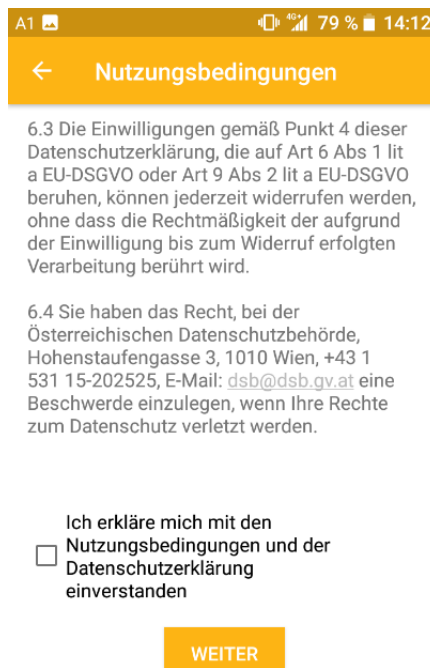 A1 4G 79 % 14:12
Nutzungsbedingungen
6.3 Die Einwilligungen gemäß Punkt 4 dieser
Datenschutzerklärung, die auf Art 6 Abs 1 lit
a EU-DSGVO oder Art 9 Abs 2 lit a EU-DSGVO
beruhen, können jederzeit widerrufen werden,
ohne dass die Rechtmäßigkeit der aufgrund
der Einwilligung bis zum Widerruf erfolgten
Verarbeitung berührt wird.
6.4 Sie haben das Recht, bei der
Österreichischen Datenschutzbehörde,
Hohenstaufengasse 3, 1010 Wien, +43 1
531 15-202525, E-Mail: dsb@dsb.gv.at eine
Beschwerde einzulegen, wenn Ihre Rechte
zum Datenschutz verletzt werden.
Ich erkläre mich mit den
Nutzungsbedingungen und der
Datenschutzerklärung
einverstanden
WEITER